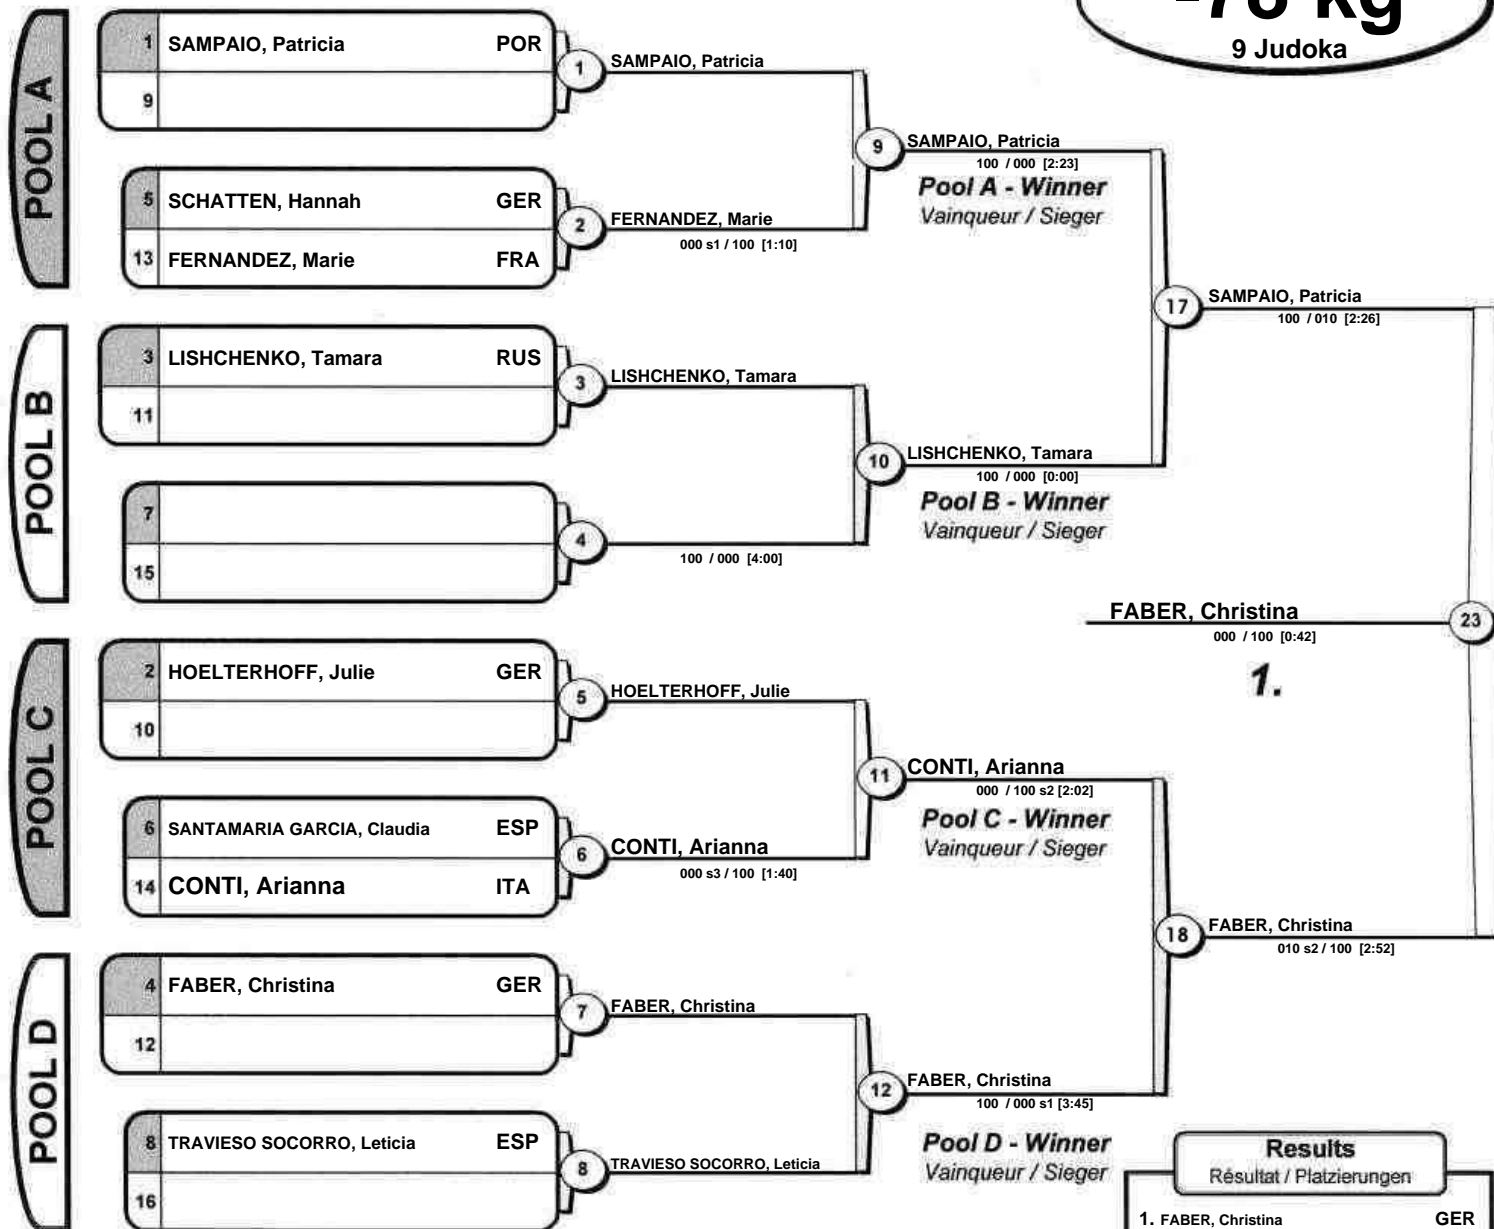 -78 kg
9 Judoka
POOL A
1 SAMPAIO, Patricia POR
9
1 SAMPAIO, Patricia
5 SCHATTEN, Hannah GER
13 FERNANDEZ, Marie FRA
2 FERNANDEZ, Marie
000 s1 / 100 [1:10]
9 SAMPAIO, Patricia
100 / 000 [2:23]
Pool A - Winner
Vainqueur / Sieger
POOL B
3 LISHCHENKO, Tamara RUS
11
3 LISHCHENKO, Tamara
7
15
4
100 / 000 [4:00]
10 LISHCHENKO, Tamara
100 / 000 [0:00]
Pool B - Winner
Vainqueur / Sieger
17 SAMPAIO, Patricia
100 / 010 [2:26]
FABER, Christina 23
000 / 100 [0:42]
1.
POOL C
2 HOELTERHOFF, Julie GER
10
5 HOELTERHOFF, Julie
6 SANTAMARIA GARCIA, Claudia ESP
14 CONTI, Arianna ITA
6 CONTI, Arianna
000 s3 / 100 [1:40]
11 CONTI, Arianna
000 / 100 s2 [2:02]
Pool C - Winner
Vainqueur / Sieger
18 FABER, Christina
010 s2 / 100 [2:52]
POOL D
4 FABER, Christina GER
12
7 FABER, Christina
8 TRAVIESO SOCORRO, Leticia ESP
16
8 TRAVIESO SOCORRO, Leticia
12 FABER, Christina
100 / 000 s1 [3:45]
Pool D - Winner
Vainqueur / Sieger
Results
Résultat / Platzierungen
1. FABER, Christina GER